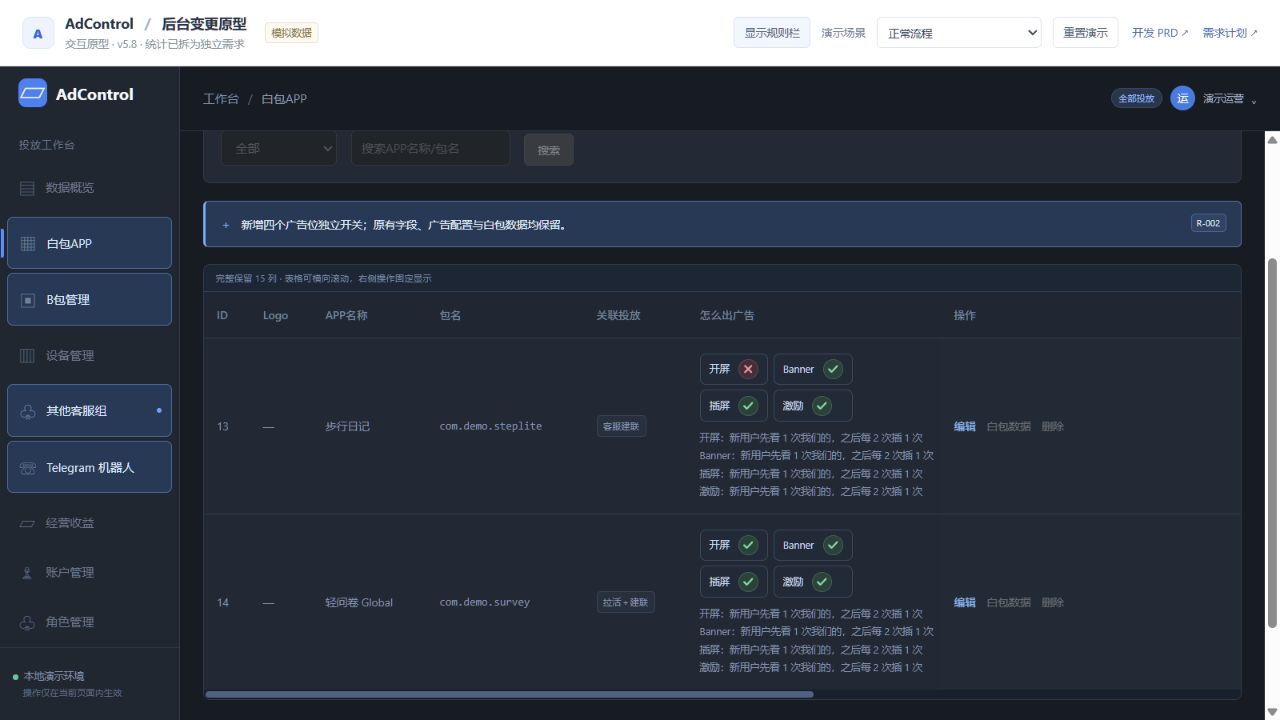 A
AdControl / 后台变更原型
交互原型 · v5.8 · 统计已拆为独立需求
模拟数据
显示规则栏
演示场景
正常流程
重置演示
开发 PRD ↗
需求计划 ↗
AdControl
工作台 / 白包APP
全部投放
运
演示运营
投放工作台
数据概览
白包APP
B包管理
设备管理
其他客服组
Telegram 机器人
经营收益
账户管理
角色管理
本地演示环境
操作仅在当前页面内生效
全部
搜索APP名称/包名
搜索
+ 新增四个广告位独立开关；原有字段、广告配置与白包数据均保留。
R-002
完整保留 15 列 · 表格可横向滚动，右侧操作固定显示
ID Logo APP名称 包名 关联投放 怎么出广告 操作
开屏 Banner
插屏 激励
13 — 步行日记 com.demo.steplite 客服建联 编辑 白包数据 删除
开屏：新用户先看 1 次我们的，之后每 2 次插 1 次
Banner：新用户先看 1 次我们的，之后每 2 次插 1 次
插屏：新用户先看 1 次我们的，之后每 2 次插 1 次
激励：新用户先看 1 次我们的，之后每 2 次插 1 次
开屏 Banner
插屏 激励
14 — 轻问卷 Global com.demo.survey 拉活 + 建联 编辑 白包数据 删除
开屏：新用户先看 1 次我们的，之后每 2 次插 1 次
Banner：新用户先看 1 次我们的，之后每 2 次插 1 次
插屏：新用户先看 1 次我们的，之后每 2 次插 1 次
激励：新用户先看 1 次我们的，之后每 2 次插 1 次